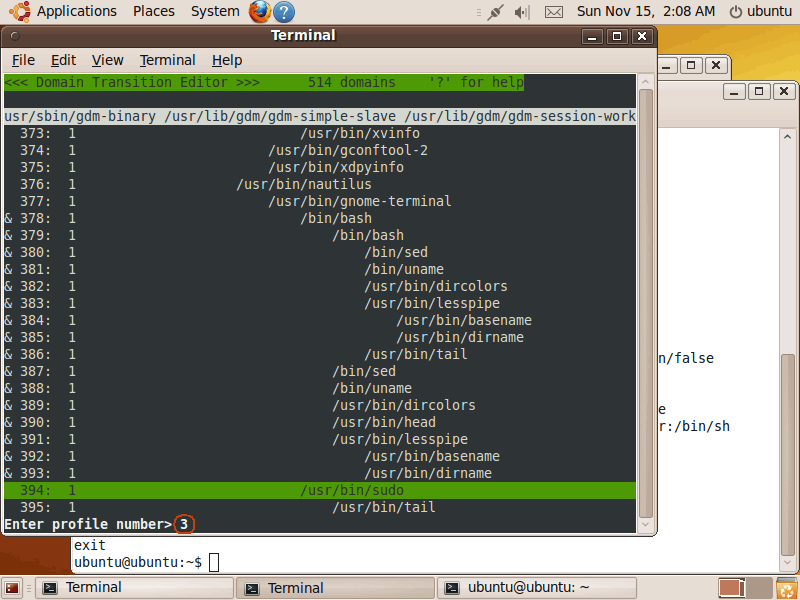 Applications Places System Sun Nov 15, 2:08 AM ubuntu
Terminal
File Edit View Terminal Help
<<< Domain Transition Editor >>> 514 domains '?' for help
usr/sbin/gdm-binary /usr/lib/gdm/gdm-simple-slave /usr/lib/gdm/gdm-session-work
373: 1 /usr/bin/xvinfo
374: 1 /usr/bin/gconftool-2
375: 1 /usr/bin/xdpyinfo
376: 1 /usr/bin/nautilus
377: 1 /usr/bin/gnome-terminal
& 378: 1 /bin/bash
& 379: 1 /bin/bash
& 380: 1 /bin/sed
& 381: 1 /bin/uname
& 382: 1 /usr/bin/dircolors
& 383: 1 /usr/bin/lesspipe
& 384: 1 /usr/bin/basename
& 385: 1 /usr/bin/dirname
& 386: 1 /usr/bin/tail
& 387: 1 /bin/sed
& 388: 1 /bin/uname
& 389: 1 /usr/bin/dircolors
& 390: 1 /usr/bin/head
& 391: 1 /usr/bin/lesspipe
& 392: 1 /usr/bin/basename
& 393: 1 /usr/bin/dirname
394: 1 /usr/bin/sudo
395: 1 /usr/bin/tail
Enter profile number> 3
n/false
e
r:/bin/sh
exit
ubuntu@ubuntu:~$
Terminal Terminal ubuntu@ubuntu: ~